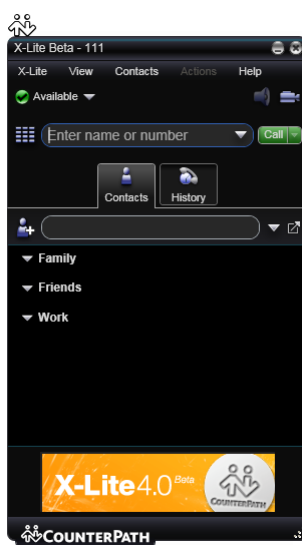 X-Lite Beta - 111
X-Lite View Contacts Actions Help
Available
Enter name or number Call
Contacts History
Family
Friends
Work
X-Lite 4.0 Beta
COUNTERPATH
COUNTERPATH